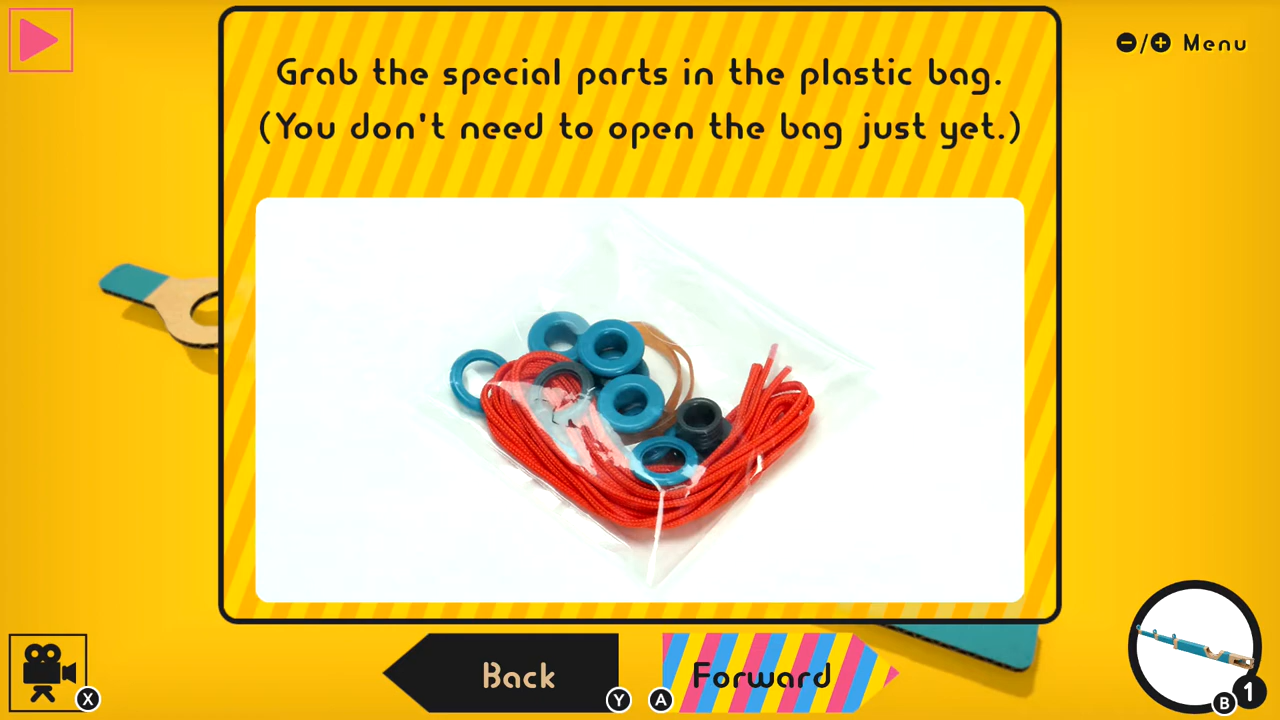 Grab the special parts in the plastic bag.
(You don't need to open the bag just yet.)
-/+ Menu
Back
Y
A
Forward
X
B
1